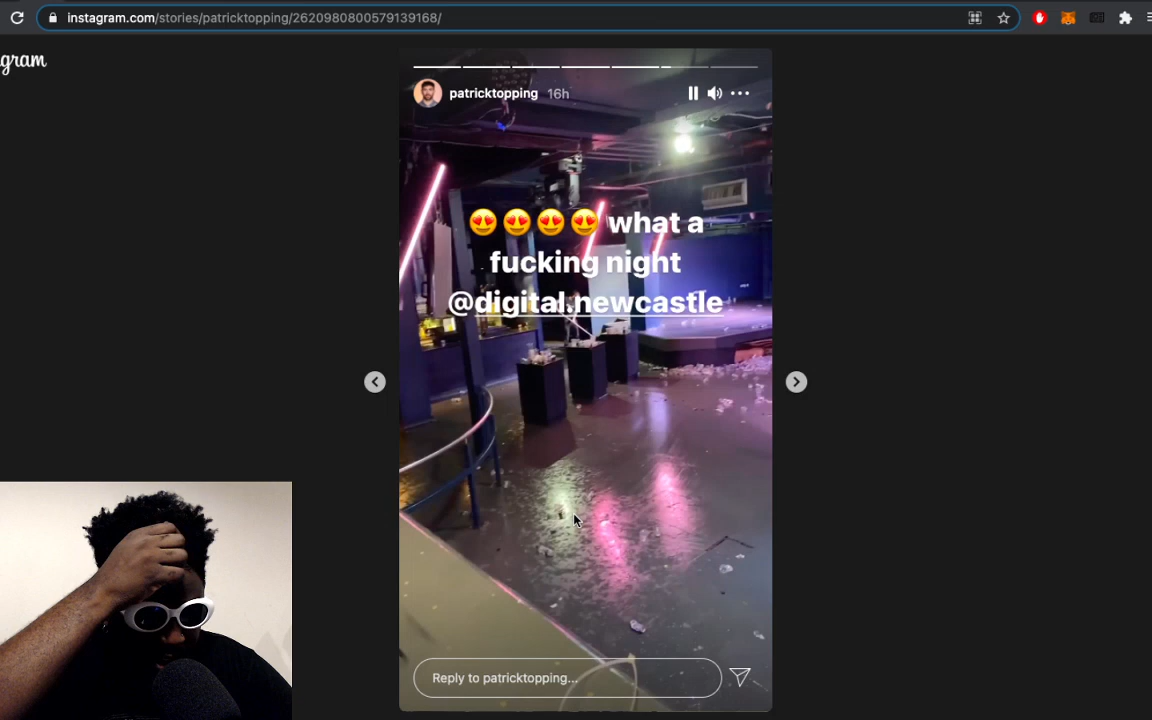 instagram.com/stories/patricktopping/2620980800579139168/
gram
patricktopping 16h
😍😍😍😍 what a
fucking night
@digital.newcastle
Reply to patricktopping...